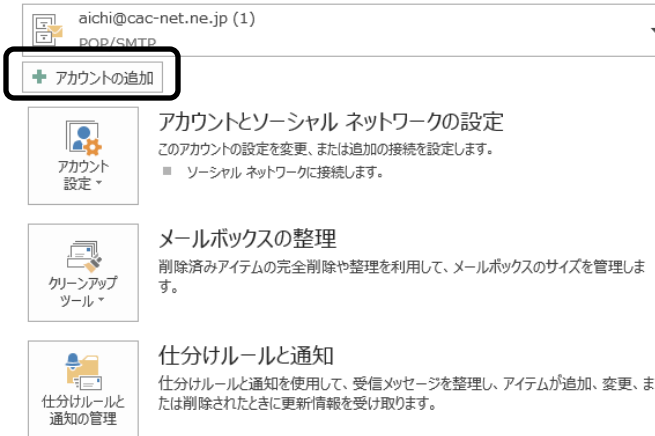 aichi@cac-net.ne.jp (1)
POP/SMTP
アカウントの追加
アカウントとソーシャル ネットワークの設定
このアカウントの設定を変更、または追加の接続を設定します。
ソーシャル ネットワークに接続します。
アカウント
設定
メールボックスの整理
削除済みアイテムの完全削除や整理を利用して、メールボックスのサイズを管理しま
す。
クリーンアップ
ツール
仕分けルールと通知
仕分けルールと通知を使用して、受信メッセージを整理し、アイテムが追加、変更、ま
たは削除されたときに更新情報を受け取ります。
仕分けルールと
通知の管理